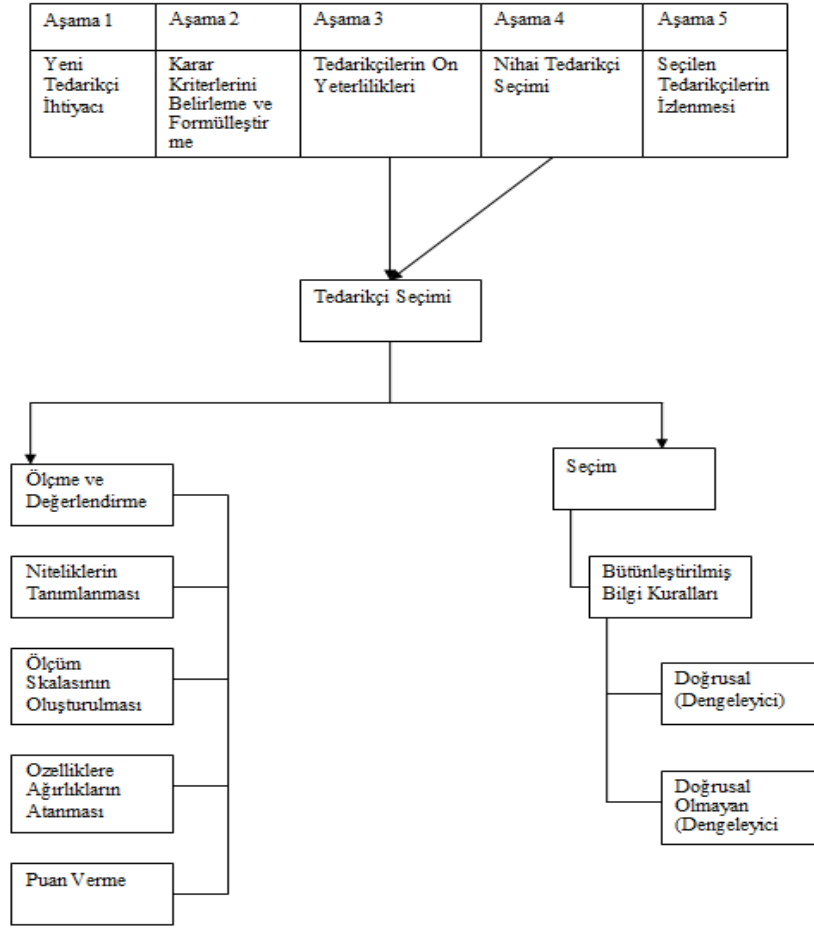 Aşama 1
Aşama 2
Aşama 3
Aşama 4
Aşama 5
Yeni
Tedarikçi
İhtiyacı
Karar
Kriterlerini
Belirleme ve
Formülleştir
me
Tedarikçilerin On
Yeterlilikleri
Nihai Tedarikçi
Seçimi
Seçilen
Tedarikçilerin
İzlenmesi
Tedarikçi Seçimi
Ölçme ve
Değerlendirme
Niteliklerin
Tanımlanması
Ölçüm
Skalasının
Oluşturulması
Ozelliklere
Ağırlıkların
Atanması
Puan Verme
Seçim
Bütünleştirilmiş
Bilgi Kuralları
Doğrusal
(Dengeleyici)
Doğrusal
Olmayan
(Dengeleyici